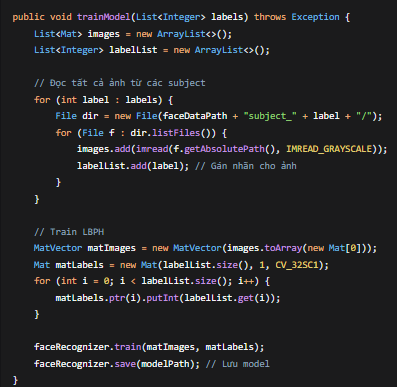 public void trainModel(List<Integer> labels) throws Exception {
    List<Mat> images = new ArrayList<>();
    List<Integer> labelList = new ArrayList<>();

    // Đọc tất cả ảnh từ các subject
    for (int label : labels) {
        File dir = new File(faceDataPath + "subject_" + label + "/");
        for (File f : dir.listFiles()) {
            images.add(imread(f.getAbsolutePath(), IMREAD_GRAYSCALE));
            labelList.add(label); // Gán nhãn cho ảnh
        }
    }

    // Train LBPH
    MatVector matImages = new MatVector(images.toArray(new Mat[0]));
    Mat matLabels = new Mat(labelList.size(), 1, CV_32SC1);
    for (int i = 0; i < labelList.size(); i++) {
        matLabels.ptr(i).putInt(labelList.get(i));
    }

    faceRecognizer.train(matImages, matLabels);
    faceRecognizer.save(modelPath); // Lưu model
}